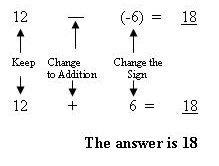 12 — (-6) = 18
Keep Change to Addition Change the Sign
12 + 6 = 18
The answer is 18